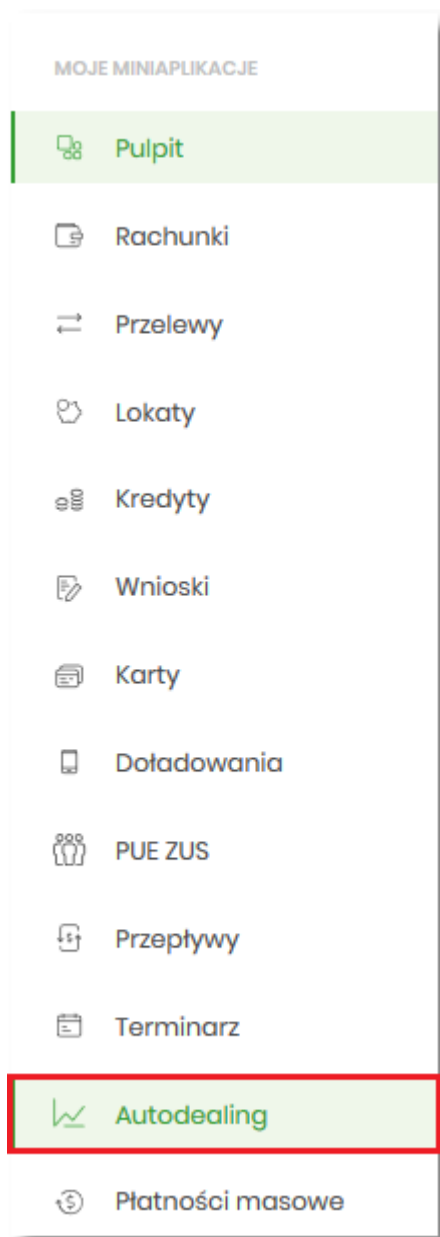 MOJE MINIAPLIKACJE
Pulpit
Rachunki
Przelewy
Lokaty
Kredyty
Wnioski
Karty
Doładowania
PUE ZUS
Przepływy
Terminarz
Autodealing
Płatności masowe